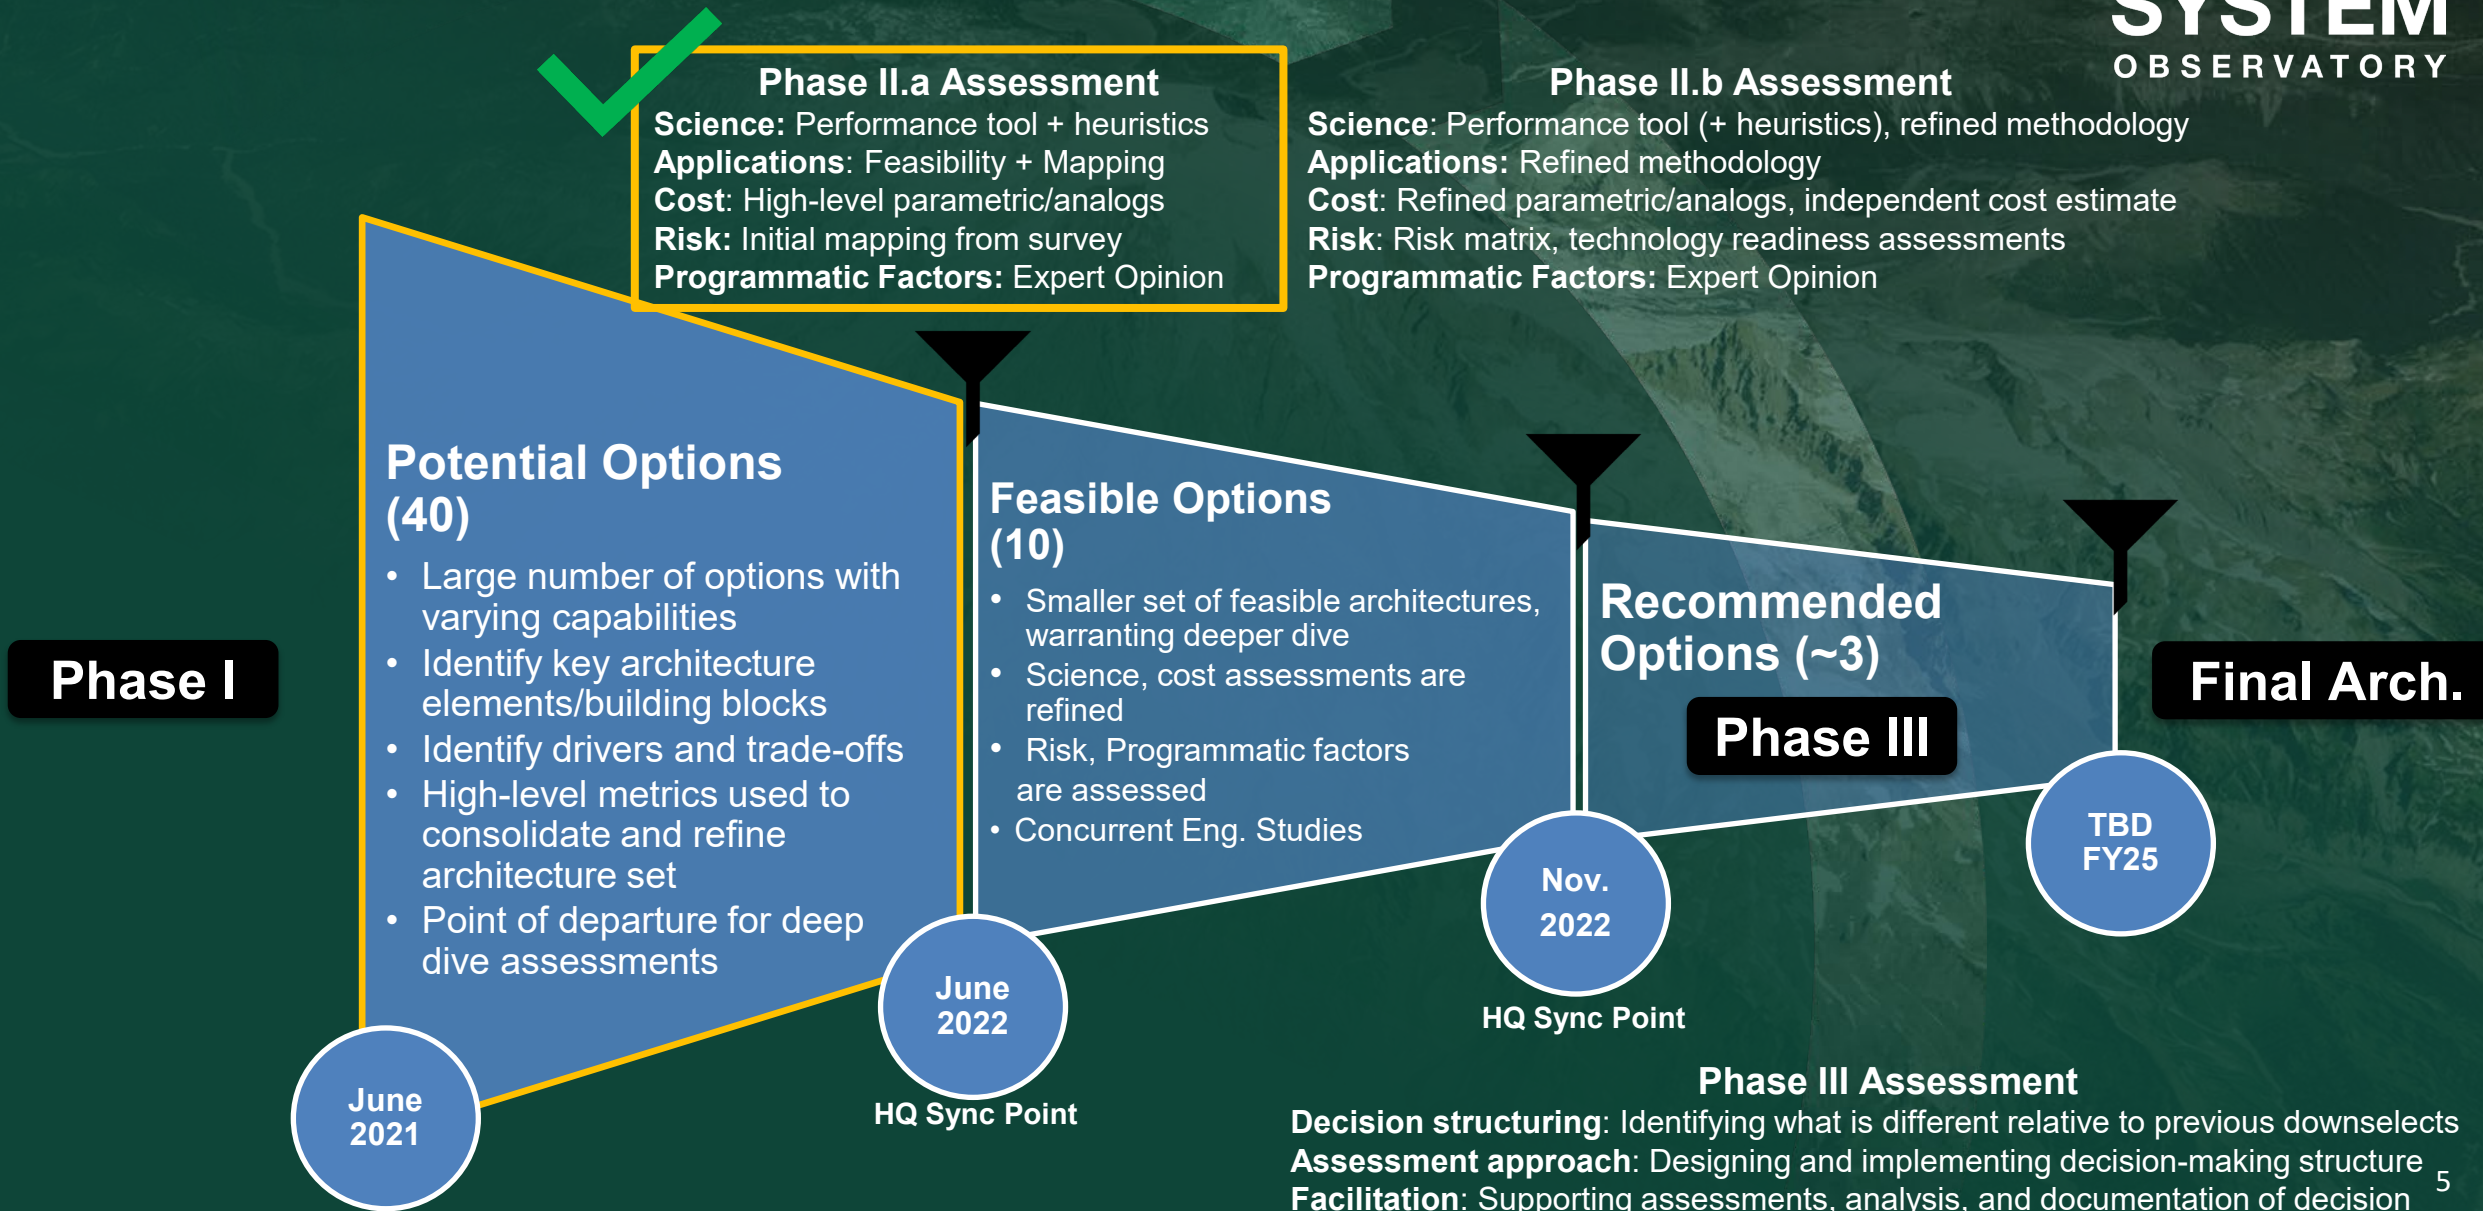 SYSTEM
OBSERVATORY
Phase II.a Assessment
Science: Performance tool + heuristics
Applications: Feasibility + Mapping
Cost: High-level parametric/analogs
Risk: Initial mapping from survey
Programmatic Factors: Expert Opinion
Phase II.b Assessment
Science: Performance tool (+ heuristics), refined methodology
Applications: Refined methodology
Cost: Refined parametric/analogs, independent cost estimate
Risk: Risk matrix, technology readiness assessments
Programmatic Factors: Expert Opinion
Phase I
Potential Options
(40)
• Large number of options with
varying capabilities
• Identify key architecture
elements/building blocks
• Identify drivers and trade-offs
• High-level metrics used to
consolidate and refine
architecture set
• Point of departure for deep
dive assessments
Feasible Options
(10)
• Smaller set of feasible architectures,
warranting deeper dive
• Science, cost assessments are
refined
• Risk, Programmatic factors
are assessed
• Concurrent Eng. Studies
Recommended
Options (~3)
Phase III
Final Arch.
June
2021
June
2022
HQ Sync Point
Nov.
2022
HQ Sync Point
TBD
FY25
Phase III Assessment
Decision structuring: Identifying what is different relative to previous downselects
Assessment approach: Designing and implementing decision-making structure
Facilitation: Supporting assessments, analysis, and documentation of decision
5